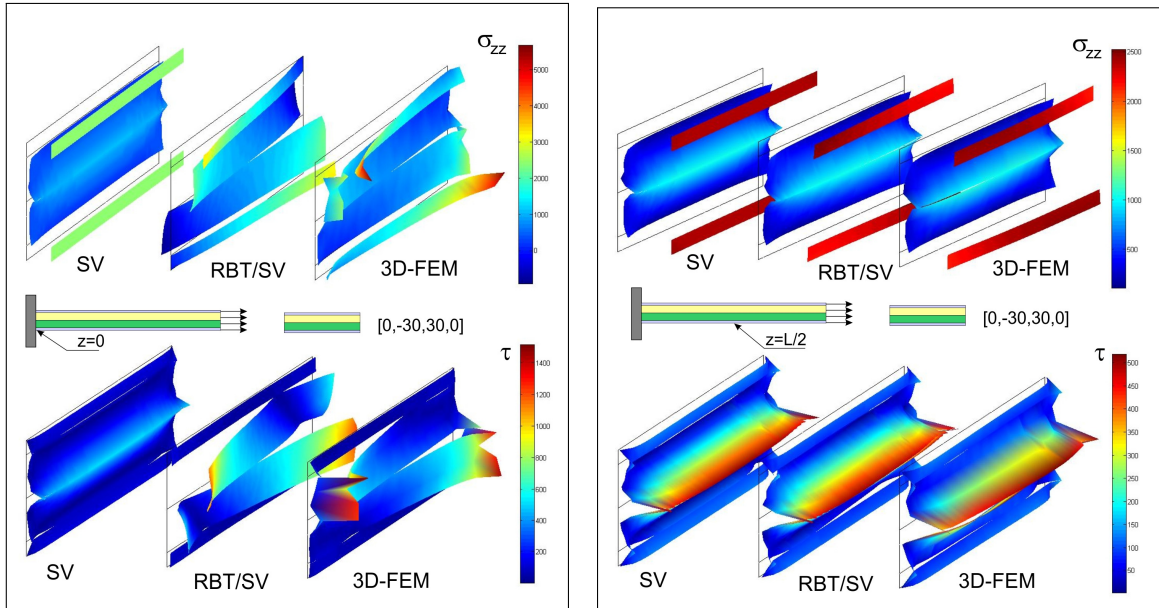 σzz
5000
4000
3000
2000
1000
0
SV
RBT/SV
3D-FEM
z=0
[0,-30,30,0]
τ
1400
1200
1000
800
600
400
200
SV
RBT/SV
3D-FEM
σzz
2500
2000
1500
1000
500
SV
RBT/SV
3D-FEM
z=L/2
[0,-30,30,0]
τ
500
450
400
350
300
250
200
150
100
50
0
SV
RBT/SV
3D-FEM